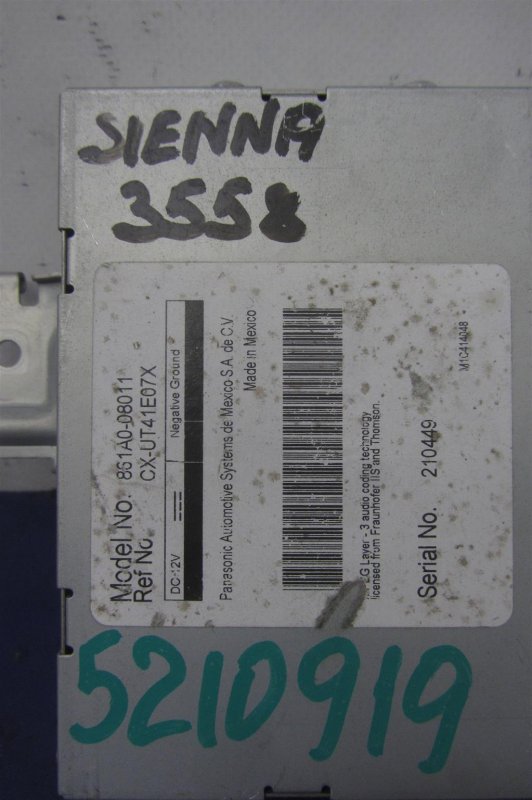 SIENNA
3558
Model No. 861A0-08011
Ref No. CX-UT41E07X
DC-12V Negative Ground
Panasonic Automotive Systems de Mexico S.A. de C.V.
Made in Mexico
Layer - 3 audio coding technology
licensed from Fraunhofer IIS and Thomson.
Serial No. 210449
M1C414048
5210919